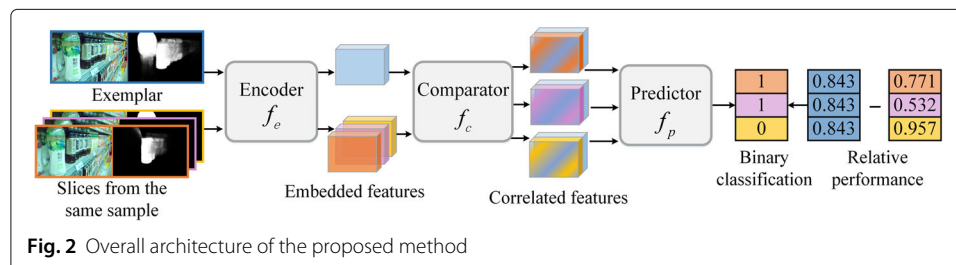 Exemplar
Slices from the
same sample
Encoder
f_e
Embedded features
Comparator
f_c
Correlated features
Predictor
f_p
1
1
0
Binary
classification
0.843
0.843
0.843
–
0.771
0.532
0.957
Relative
performance
Fig. 2 Overall architecture of the proposed method